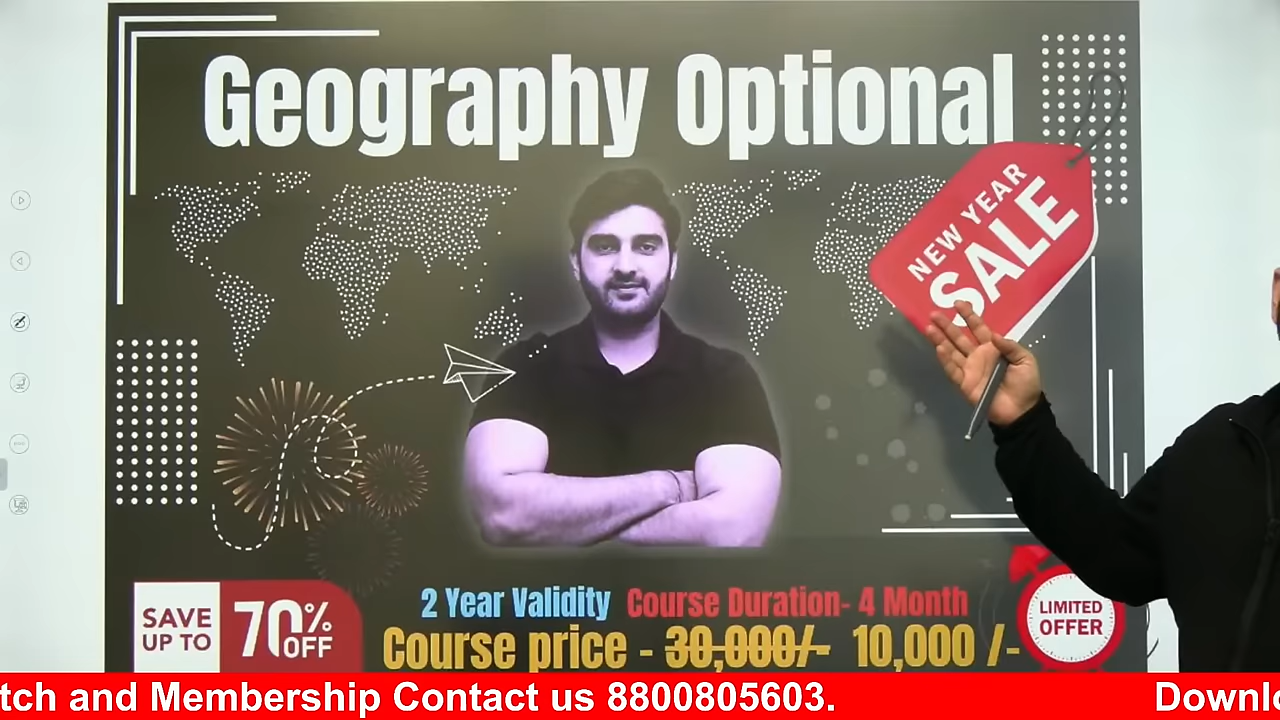 Geography Optional
NEW YEAR
SALE
SAVE
UP TO
70% OFF
2 Year Validity Course Duration- 4 Month
Course price - 30,000/- 10,000 /-
LIMITED
OFFER
tch and Membership Contact us 8800805603. Downlo